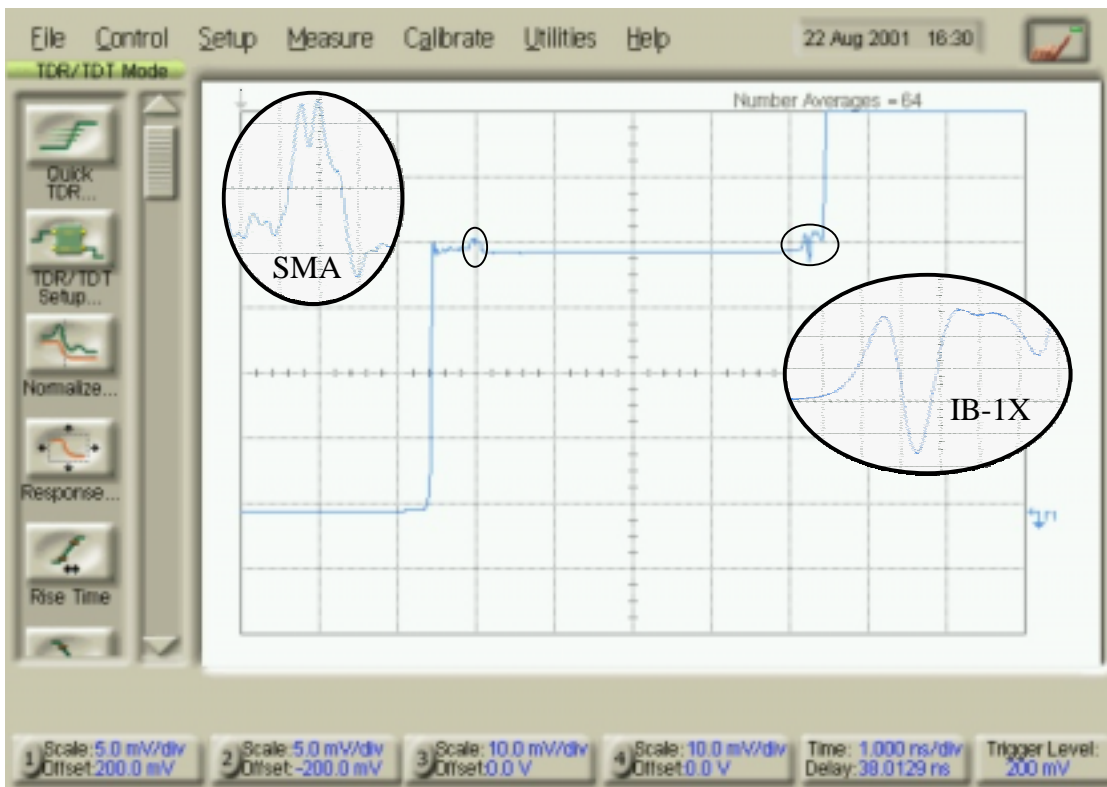 File Control Setup Measure Calibrate Utilities Help 22 Aug 2001 16:30
TDR/TDT Mode
Number Averages = 64
Quick
TDR...
TDR/TDT
Setup...
Normalize...
Response...
Rise Time
SMA
IB-1X
1 Scale:5.0 mV/div
Offset:200.0 mV
2 Scale:5.0 mV/div
Offset:-200.0 mV
3 Scale:10.0 mV/div
Offset:0.0 V
4 Scale:10.0 mV/div
Offset:0.0 V
Time:1.000 ns/div
Delay:38.0129 ns
Trigger Level:
200 mV